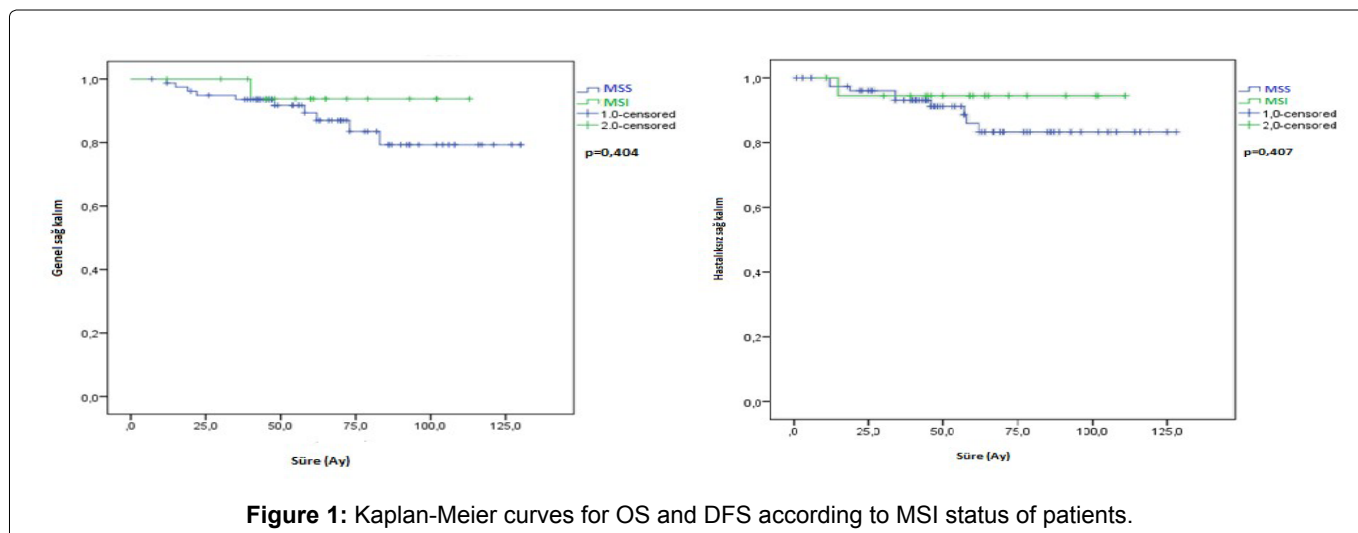 1,0
0,8
0,6
0,4
0,2
0,0
Genel sağ kalım
,0 25,0 50,0 75,0 100,0 125,0
Süre (Ay)
MSS
MSI
1.0-censored
2.0-censored
p=0,404
1,0
0,8
0,6
0,4
0,2
0,0
Hastalıksız sağ kalım
,0 25,0 50,0 75,0 100,0 125,0
Süre (Ay)
MSS
MSI
1,0-censored
2,0-censored
p=0,407
Figure 1: Kaplan-Meier curves for OS and DFS according to MSI status of patients.